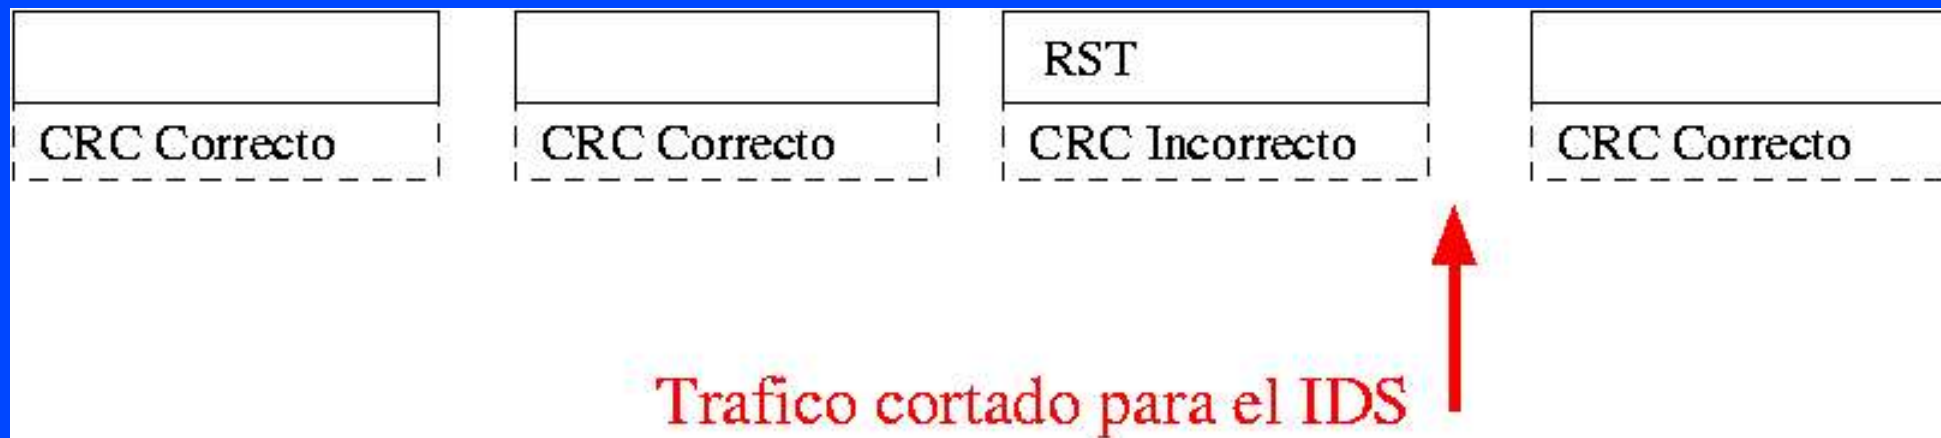 RST
CRC Correcto
CRC Correcto
CRC Incorrecto
CRC Correcto
Trafico cortado para el IDS